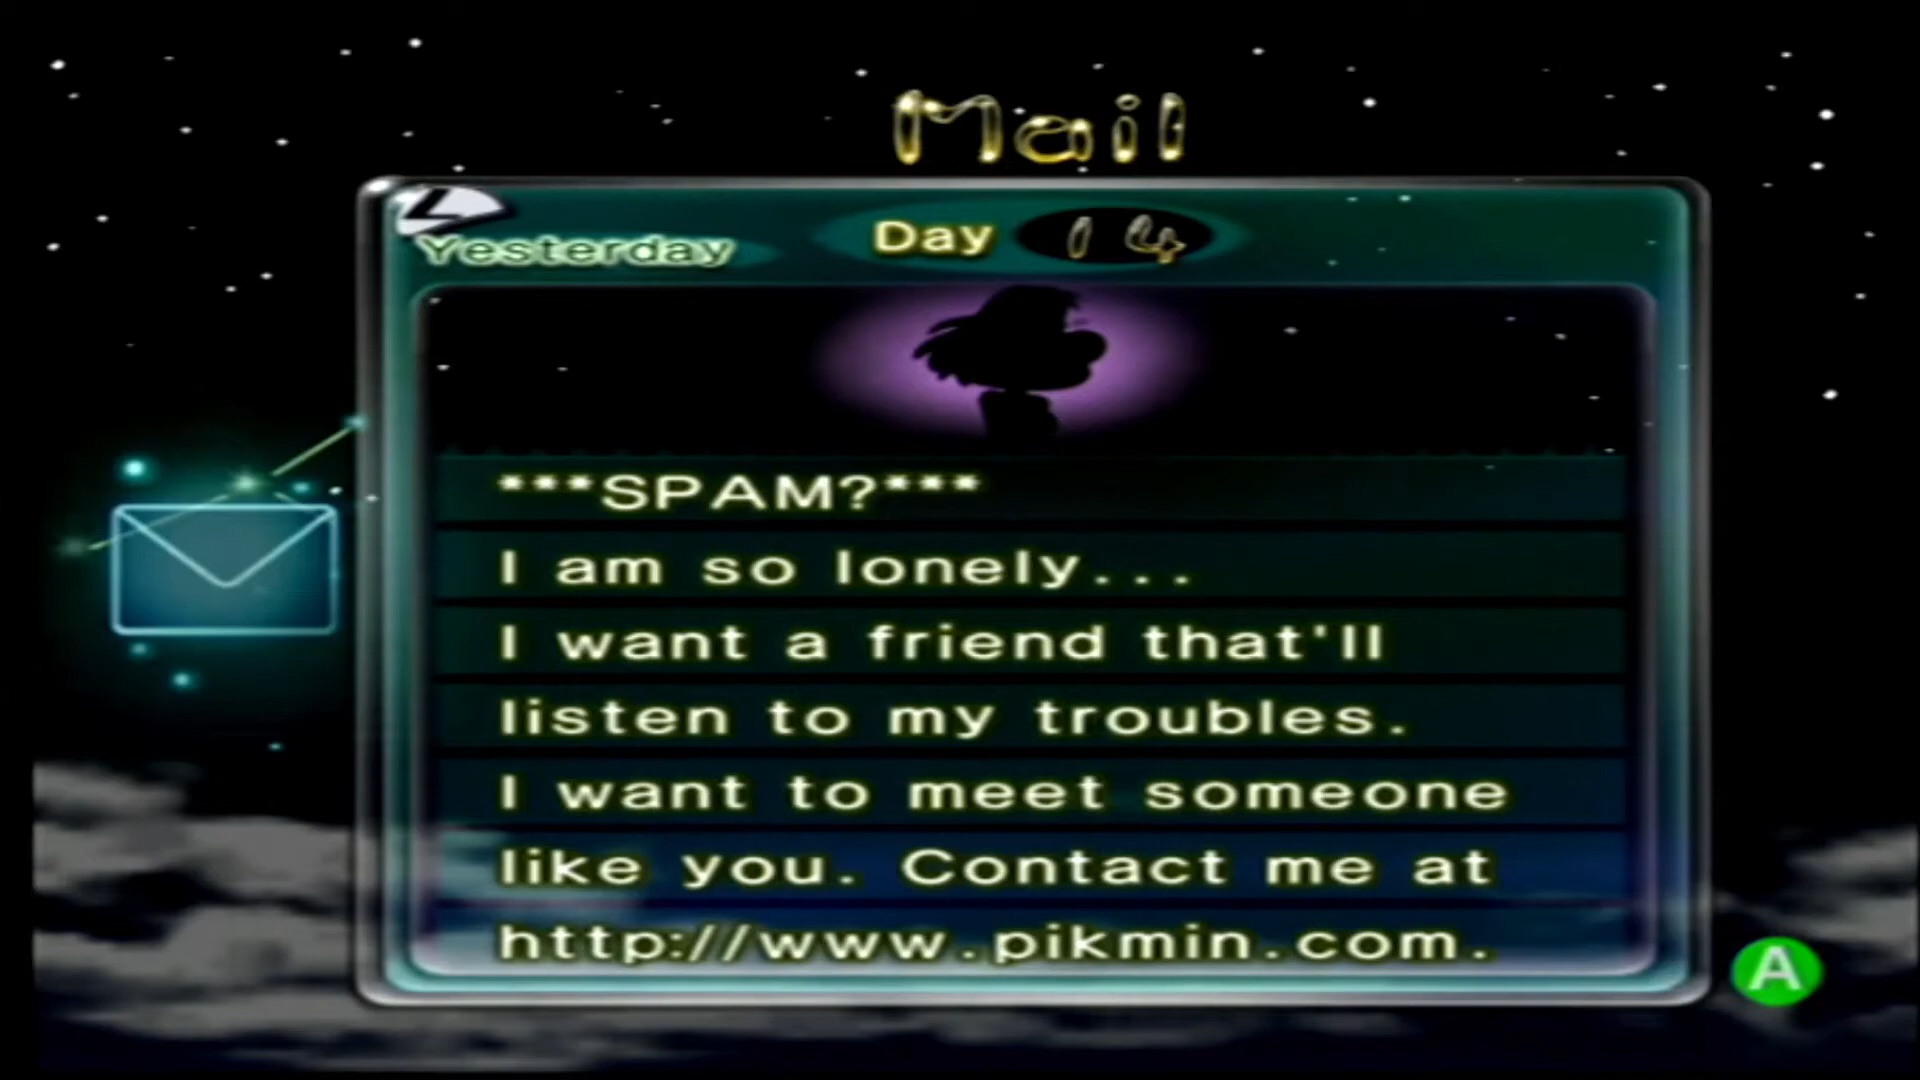 Mail
L
Yesterday
Day 14
***SPAM?***
I am so lonely...
I want a friend that'll
listen to my troubles.
I want to meet someone
like you. Contact me at
http://www.pikmin.com.
A